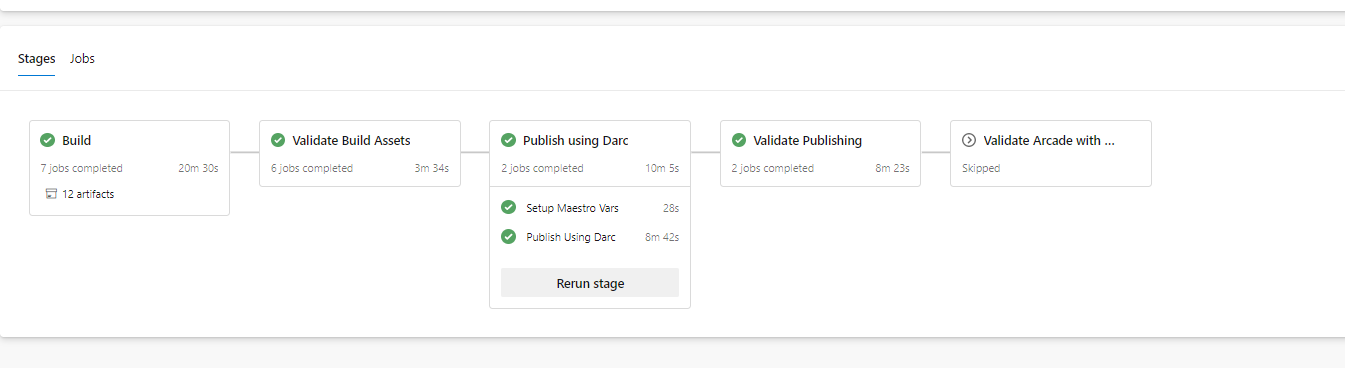 Stages Jobs
Build
7 jobs completed 20m 30s
12 artifacts
Validate Build Assets
6 jobs completed 3m 34s
Publish using Darc
2 jobs completed 10m 5s
Setup Maestro Vars 28s
Publish Using Darc 8m 42s
Rerun stage
Validate Publishing
2 jobs completed 8m 23s
Validate Arcade with ...
Skipped